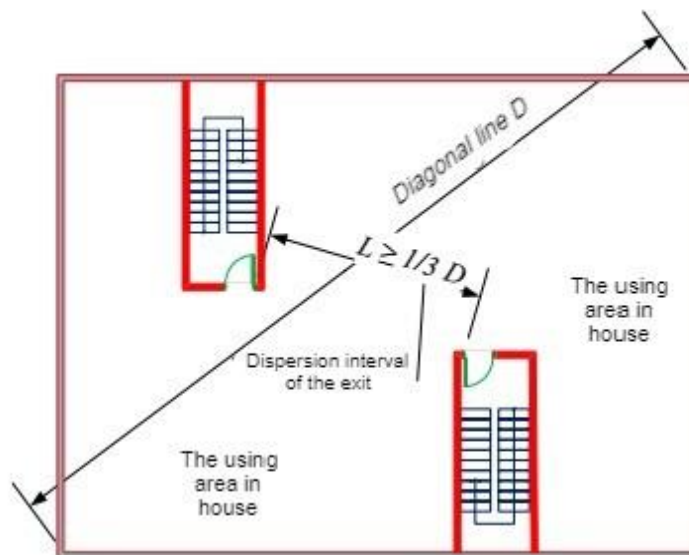 Diagonal line D
L ≥ 1/3 D
The using
area in
house
Dispersion interval
of the exit
The using
area in
house